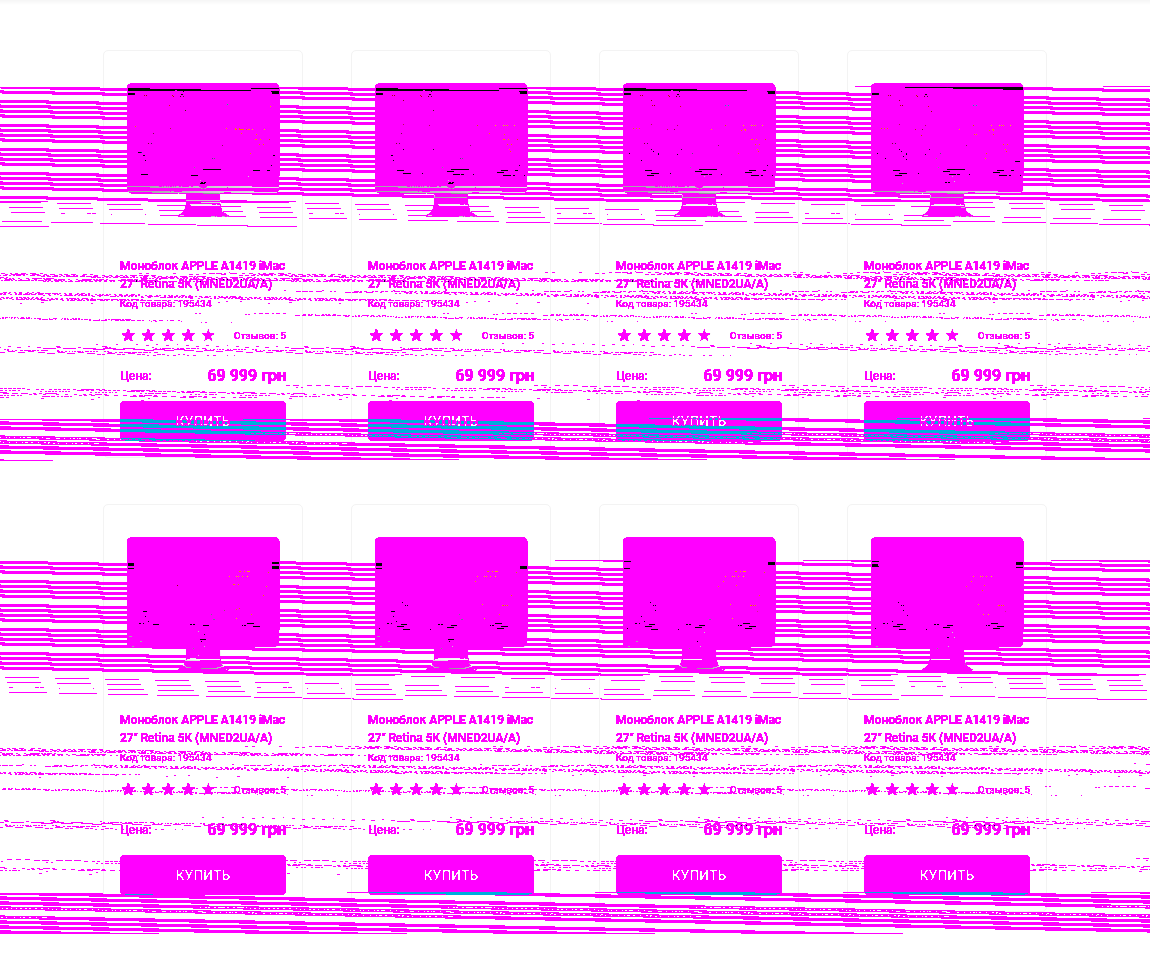 Моноблок APPLE A1419 iMac
27" Retina 5K (MNED2UA/A)
Код товара: 195434
Отзывов: 5
Цена: 69 999 грн
КУПИТЬ
Моноблок APPLE A1419 iMac
27" Retina 5K (MNED2UA/A)
Код товара: 195434
Отзывов: 5
Цена: 69 999 грн
КУПИТЬ
Моноблок APPLE A1419 iMac
27" Retina 5K (MNED2UA/A)
Код товара: 195434
Отзывов: 5
Цена: 69 999 грн
КУПИТЬ
Моноблок APPLE A1419 iMac
27" Retina 5K (MNED2UA/A)
Код товара: 195434
Отзывов: 5
Цена: 69 999 грн
КУПИТЬ
Моноблок APPLE A1419 iMac
27" Retina 5K (MNED2UA/A)
Код товара: 195434
Отзывов: 5
Цена: 69 999 грн
КУПИТЬ
Моноблок APPLE A1419 iMac
27" Retina 5K (MNED2UA/A)
Код товара: 195434
Отзывов: 5
Цена: 69 999 грн
КУПИТЬ
Моноблок APPLE A1419 iMac
27" Retina 5K (MNED2UA/A)
Код товара: 195434
Отзывов: 5
Цена: 69 999 грн
КУПИТЬ
Моноблок APPLE A1419 iMac
27" Retina 5K (MNED2UA/A)
Код товара: 195434
Отзывов: 5
Цена: 69 999 грн
КУПИТЬ